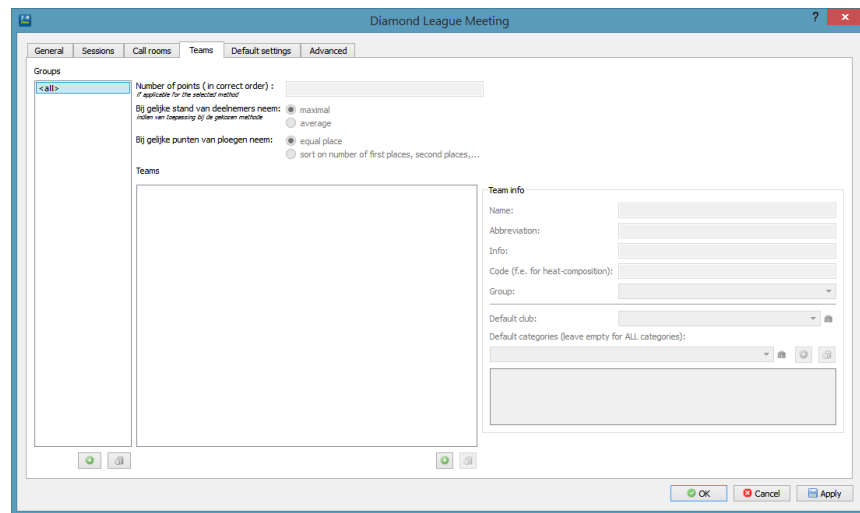 Diamond League Meeting
? ×
General Sessions Call rooms Teams Default settings Advanced
Groups
<all>
Number of points ( in correct order) :
if applicable for the selected method
Bij gelijke stand van deelnemers neem:
indien van toepassing bij de gekozen methode
maximal
average
Bij gelijke punten van ploegen neem:
equal place
sort on number of first places, second places,...
Teams
Team info
Name:
Abbreviation:
Info:
Code (f.e. for heat-composition):
Group:
Default club:
Default categories (leave empty for ALL categories):
OK Cancel Apply